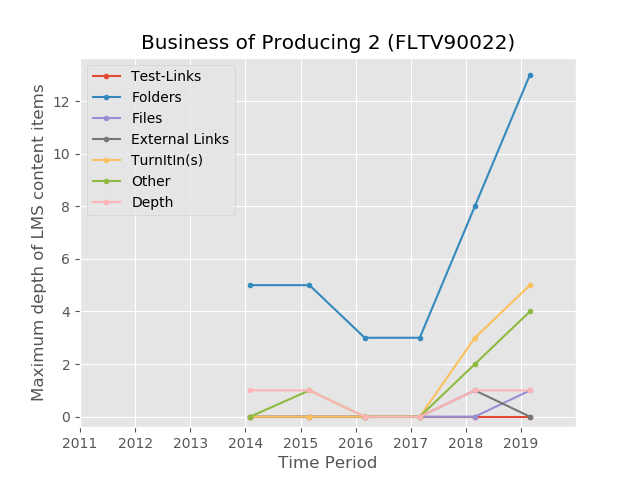 Business of Producing 2 (FLTV90022)
Test-Links
Folders
Files
External Links
TurnItIn(s)
Other
Depth
Maximum depth of LMS content items
12
10
8
6
4
2
0
2011 2012 2013 2014 2015 2016 2017 2018 2019
Time Period